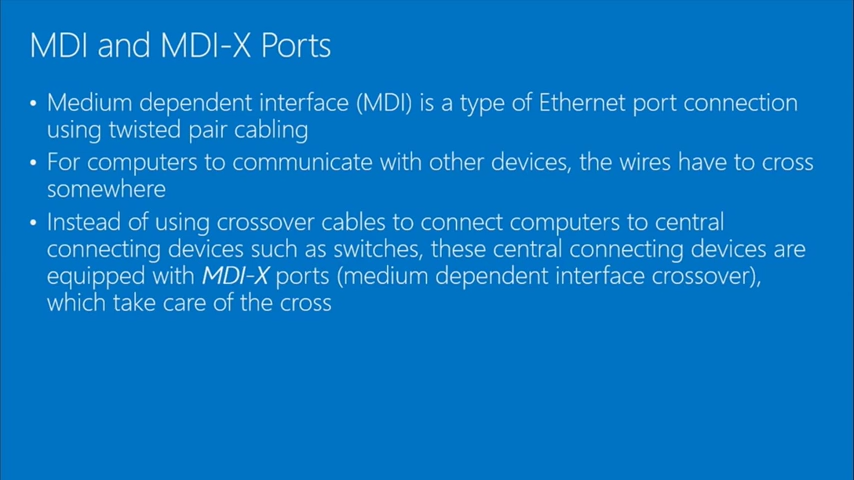 MDI and MDI-X Ports
• Medium dependent interface (MDI) is a type of Ethernet port connection
using twisted pair cabling
• For computers to communicate with other devices, the wires have to cross
somewhere
• Instead of using crossover cables to connect computers to central
connecting devices such as switches, these central connecting devices are
equipped with MDI-X ports (medium dependent interface crossover),
which take care of the cross